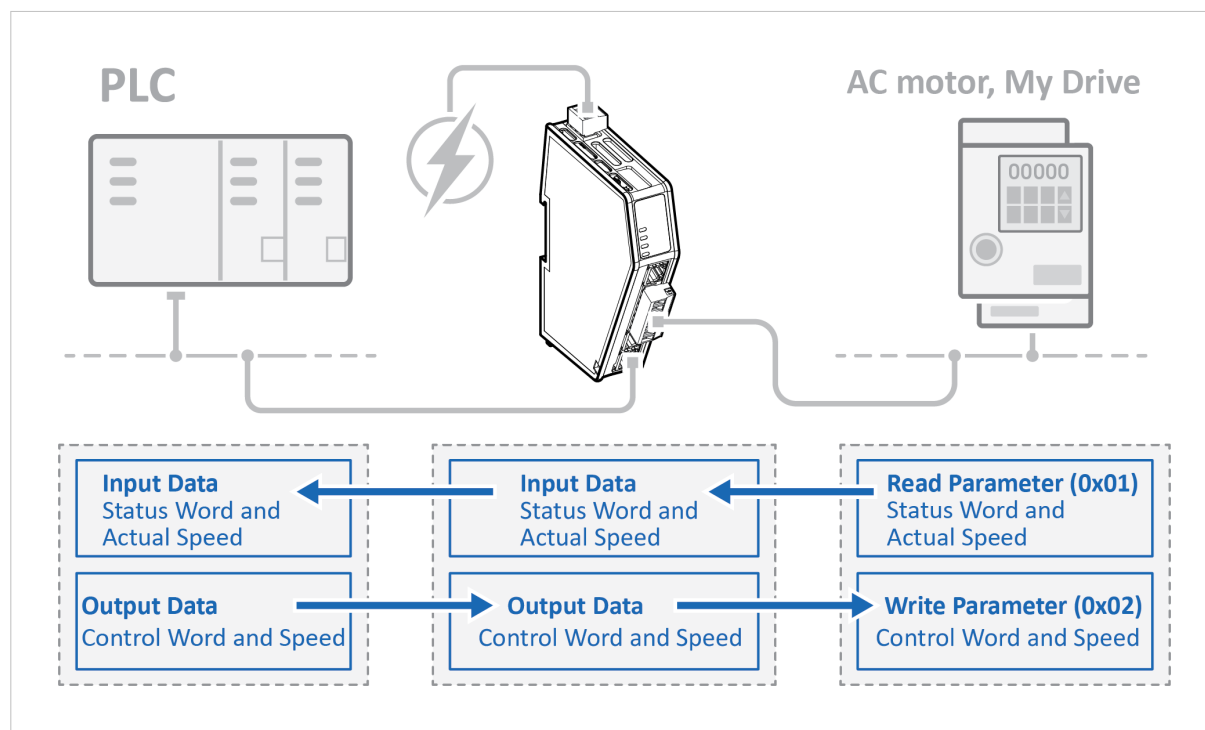 PLC
AC motor, My Drive
00000
Input Data
Status Word and
Actual Speed
Input Data
Status Word and
Actual Speed
Read Parameter (0x01)
Status Word and
Actual Speed
Output Data
Control Word and Speed
Output Data
Control Word and Speed
Write Parameter (0x02)
Control Word and Speed